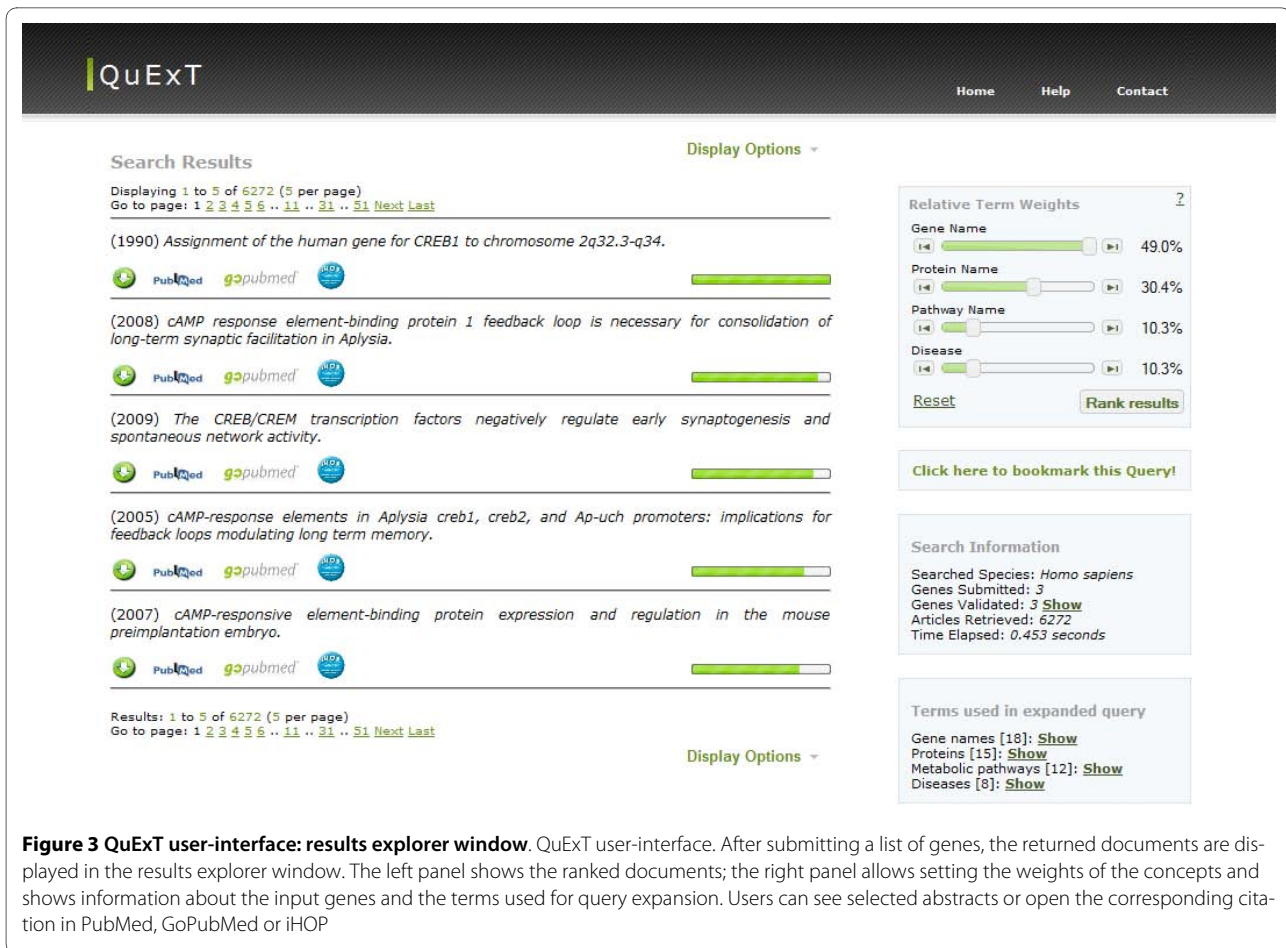 QuExT
Home Help Contact
Display Options
Search Results
Displaying 1 to 5 of 6272 (5 per page)
Go to page: 1 2 3 4 5 6 .. 11 .. 31 .. 51 Next Last
(1990) Assignment of the human gene for CREB1 to chromosome 2q32.3-q34.
PubMed gopubmed
(2008) cAMP response element-binding protein 1 feedback loop is necessary for consolidation of
long-term synaptic facilitation in Aplysia.
PubMed gopubmed
(2009) The CREB/CREM transcription factors negatively regulate early synaptogenesis and
spontaneous network activity.
PubMed gopubmed
(2005) cAMP-response elements in Aplysia creb1, creb2, and Ap-uch promoters: implications for
feedback loops modulating long term memory.
PubMed gopubmed
(2007) cAMP-responsive element-binding protein expression and regulation in the mouse
preimplantation embryo.
PubMed gopubmed
Results: 1 to 5 of 6272 (5 per page)
Go to page: 1 2 3 4 5 6 .. 11 .. 31 .. 51 Next Last
Display Options
Relative Term Weights ?
Gene Name
49.0%
Protein Name
30.4%
Pathway Name
10.3%
Disease
10.3%
Reset Rank results
Click here to bookmark this Query!
Search Information
Searched Species: Homo sapiens
Genes Submitted: 3
Genes Validated: 3 Show
Articles Retrieved: 6272
Time Elapsed: 0.453 seconds
Terms used in expanded query
Gene names [18]: Show
Proteins [15]: Show
Metabolic pathways [12]: Show
Diseases [8]: Show
Figure 3 QuExT user-interface: results explorer window. QuExT user-interface. After submitting a list of genes, the returned documents are dis-
played in the results explorer window. The left panel shows the ranked documents; the right panel allows setting the weights of the concepts and
shows information about the input genes and the terms used for query expansion. Users can see selected abstracts or open the corresponding cita-
tion in PubMed, GoPubMed or iHOP